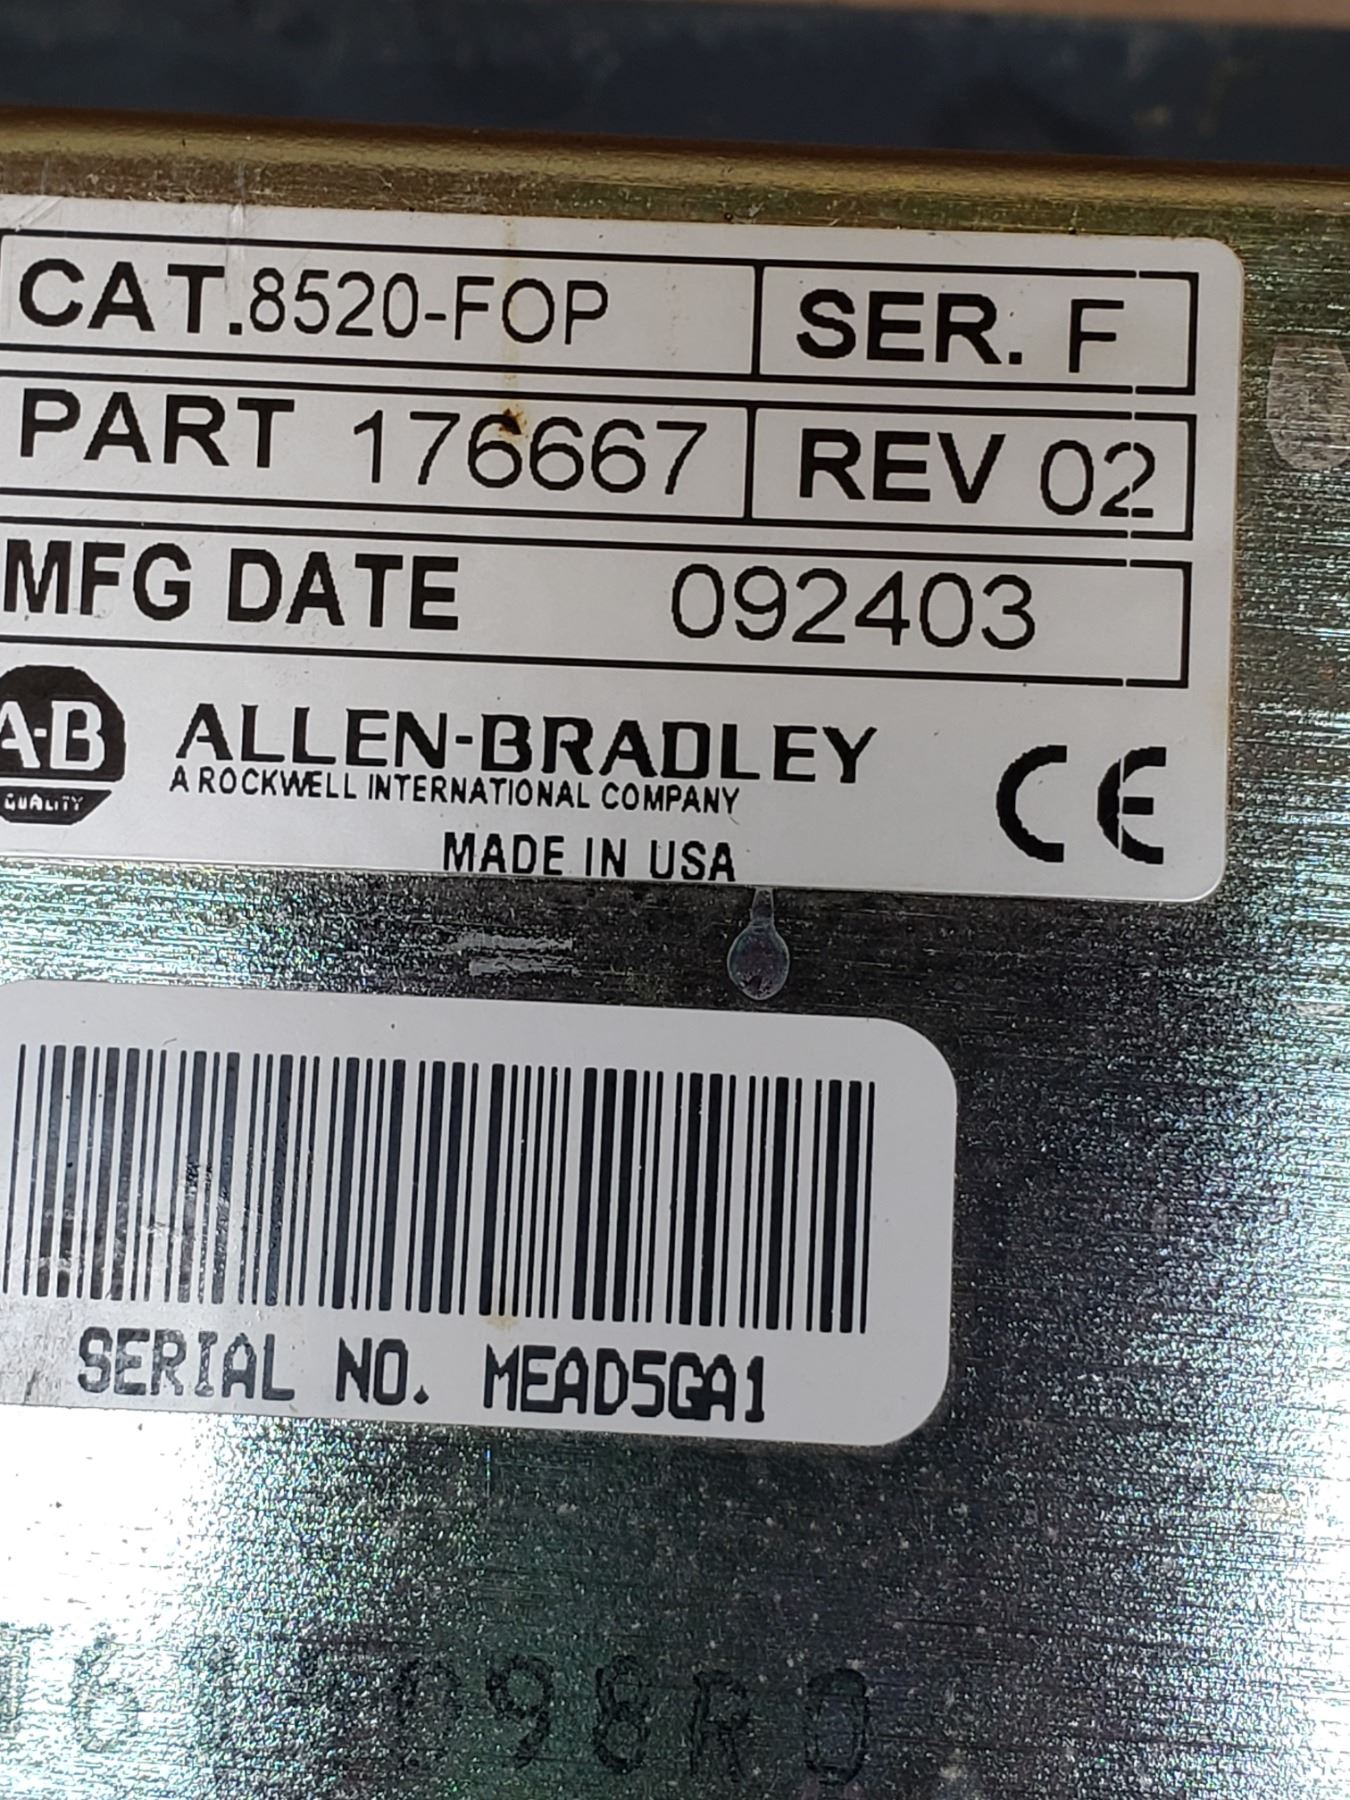 CAT.8520-FOP SER. F
PART 176667 REV 02
MFG DATE 092403
A-B
QUALITY
ALLEN-BRADLEY
A ROCKWELL INTERNATIONAL COMPANY
MADE IN USA
CE
SERIAL NO. MEAD5GA1